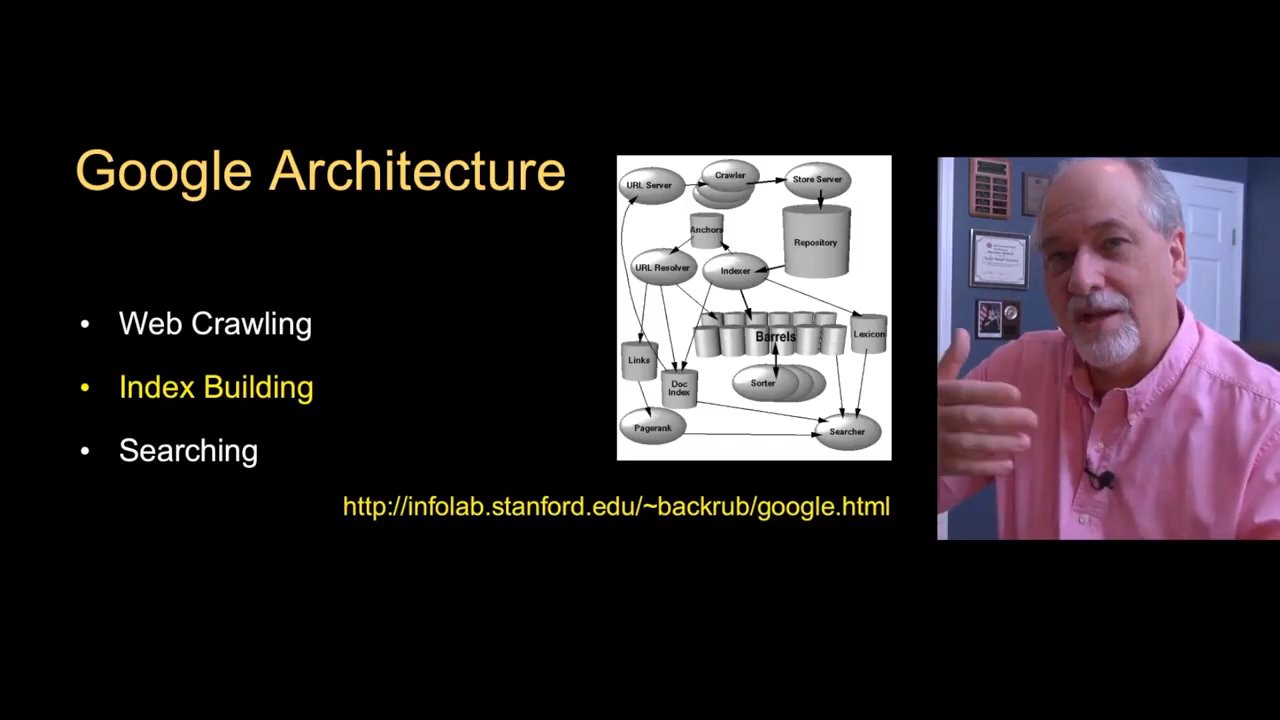 Google Architecture
• Web Crawling
• Index Building
• Searching
URL Server
Crawler
Store Server
Anchors
Repository
URL Resolver
Indexer
Barrels
Lexicon
Links
Doc
Index
Sorter
Pagerank
Searcher
http://infolab.stanford.edu/~backrub/google.html